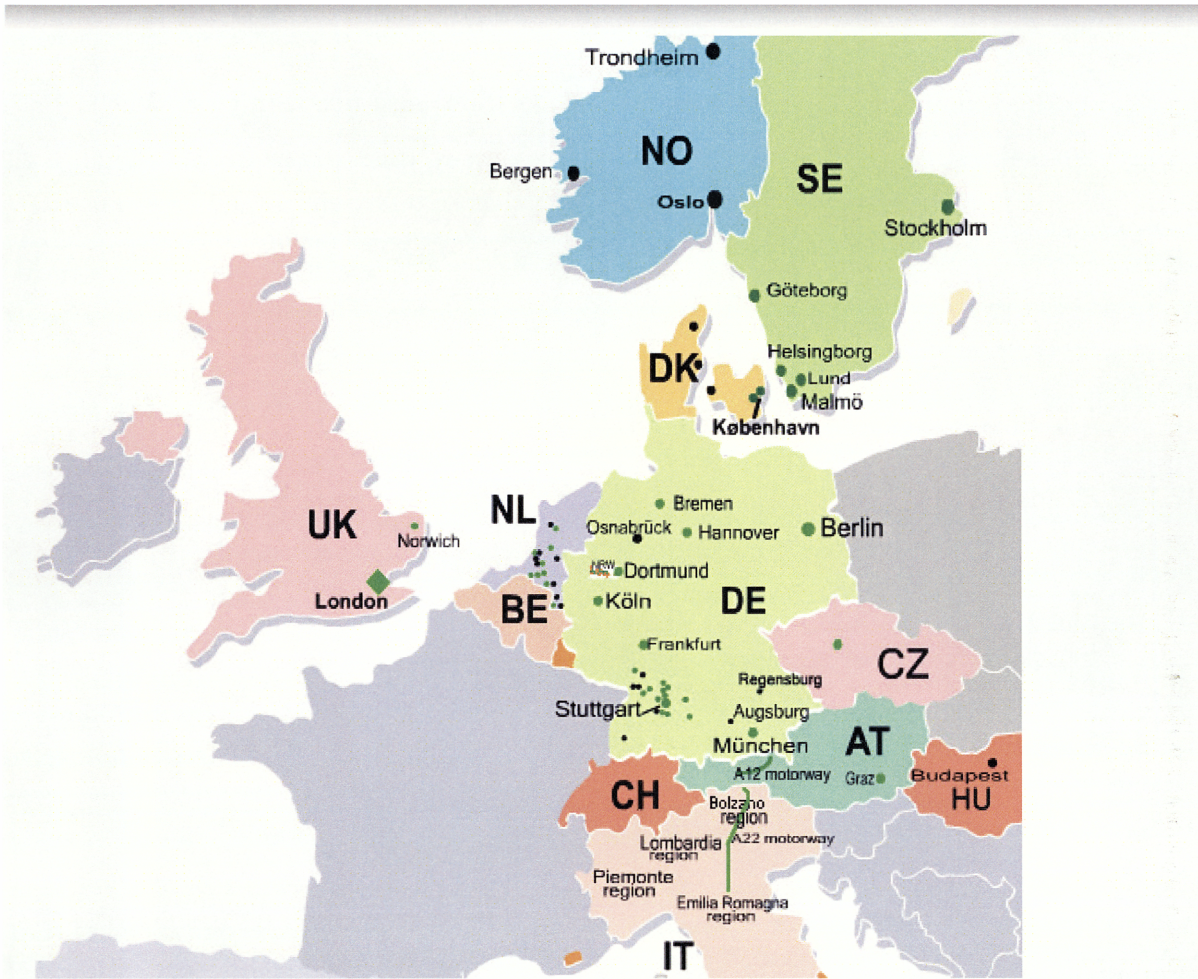 Trondheim
NO
Bergen
SE
Oslo
Stockholm
Göteborg
Helsingborg
DK
Lund
Malmö
København
NL
Bremen
UK
Osnabrück
Hannover
Berlin
Norwich
NRW
Dortmund
London
BE
Köln
DE
Frankfurt
CZ
Regensburg
Stuttgart
Augsburg
München
AT
A12 motorway
Graz
Budapest
CH
HU
Bolzano
region
Lombardia
region
A22 motorway
Piemonte
region
Emilia Romagna
region
IT